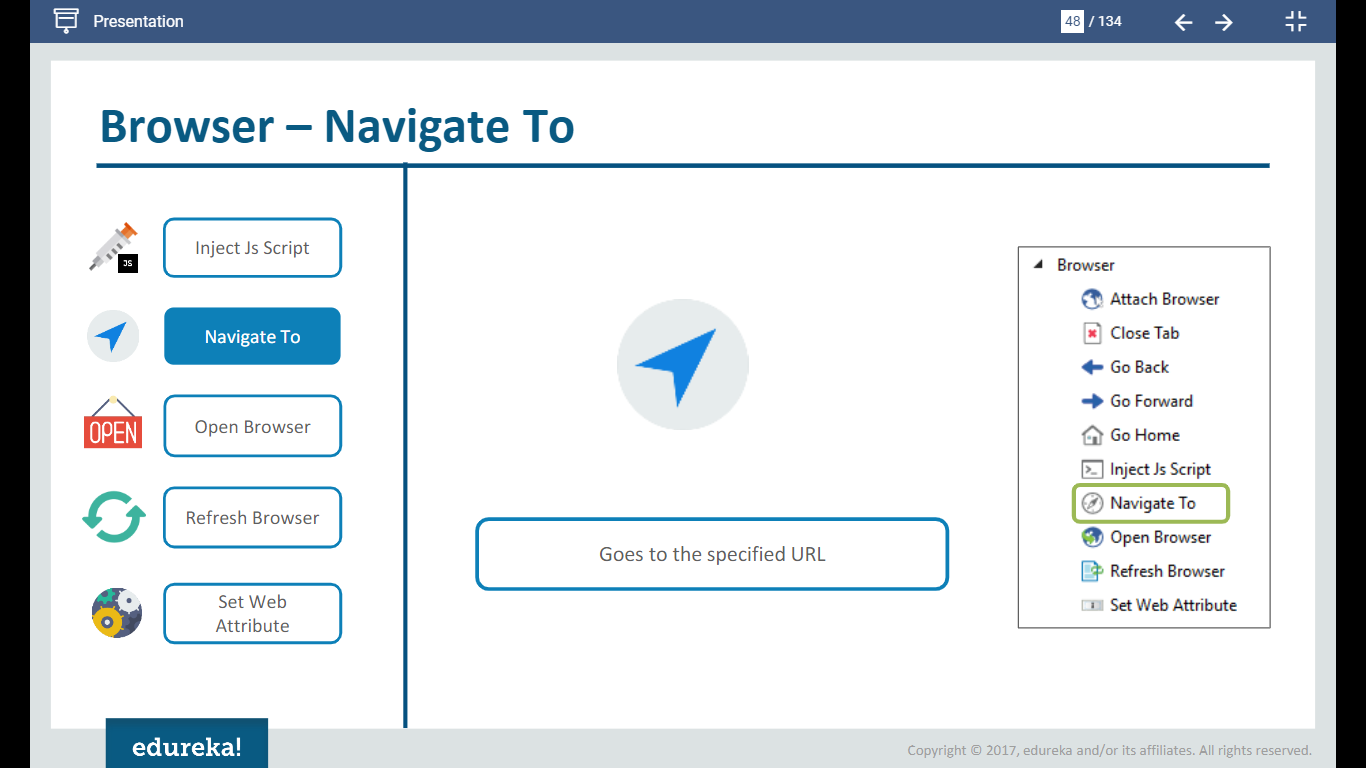 Presentation
48 / 134
Browser – Navigate To
Inject Js Script
JS
Navigate To
OPEN
Open Browser
Refresh Browser
Set Web
Attribute
Goes to the specified URL
Browser
Attach Browser
Close Tab
Go Back
Go Forward
Go Home
Inject Js Script
Navigate To
Open Browser
Refresh Browser
Set Web Attribute
edureka!
Copyright © 2017, edureka and/or its affiliates. All rights reserved.